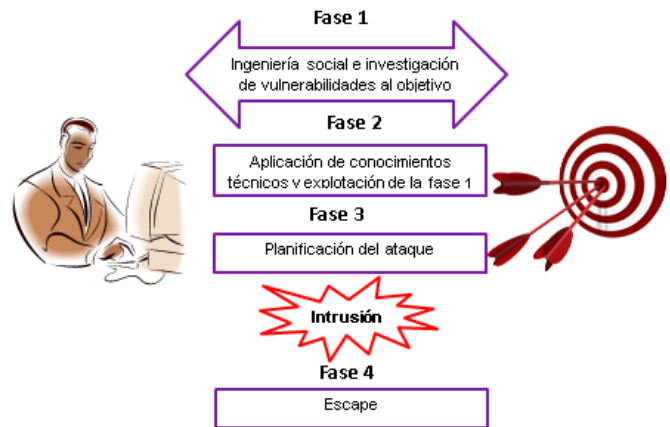 Fase 1
Ingeniería social e investigación
de vulnerabilidades al objetivo
Fase 2
Aplicación de conocimientos
técnicos y explotación de la fase 1
Fase 3
Planificación del ataque
Intrusión
Fase 4
Escape